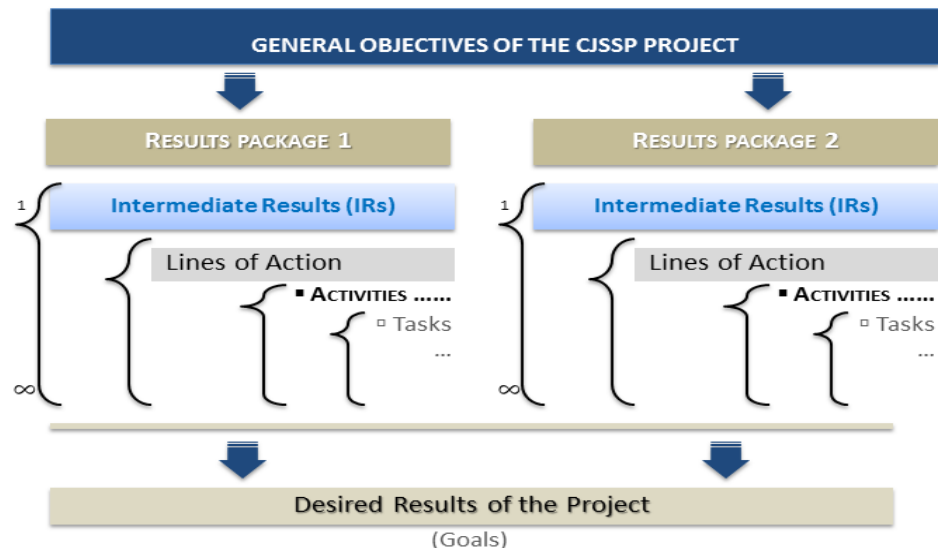 GENERAL OBJECTIVES OF THE CJSSP PROJECT
RESULTS PACKAGE 1
RESULTS PACKAGE 2
1
Intermediate Results (IRs)
Lines of Action
▪ ACTIVITIES ......
▫ Tasks
...
∞
1
Intermediate Results (IRs)
Lines of Action
▪ ACTIVITIES ......
▫ Tasks
...
∞
Desired Results of the Project
(Goals)